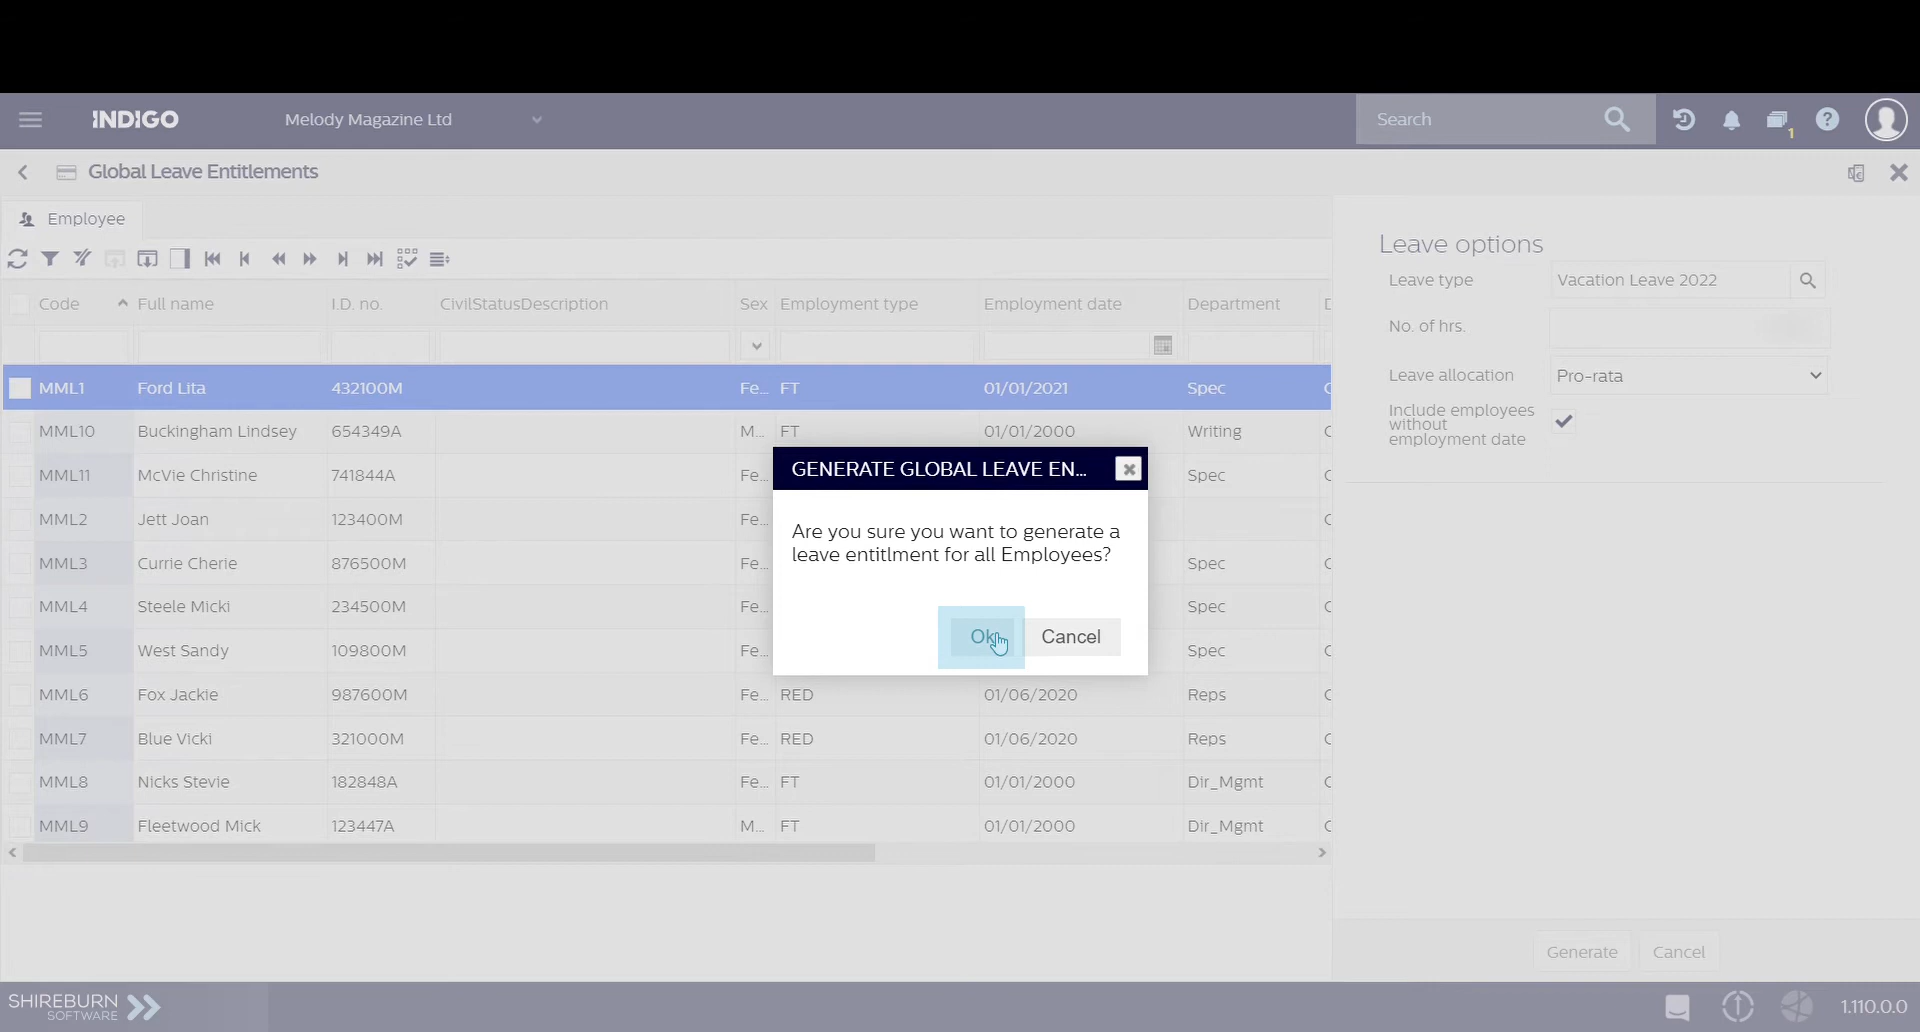 INDIGO
Melody Magazine Ltd
Search
1
Global Leave Entitlements
Employee
Code Full name I.D. no. CivilStatusDescription Sex Employment type Employment date Department
MML1 Ford Lita 432100M Fe... FT 01/01/2021 Spec
MML10 Buckingham Lindsey 654349A M... FT 01/01/2000 Writing
MML11 McVie Christine 741844A Fe... Spec
MML2 Jett Joan 123400M Fe...
MML3 Currie Cherie 876500M Fe... Spec
MML4 Steele Micki 234500M Fe... Spec
MML5 West Sandy 109800M Fe... Spec
MML6 Fox Jackie 987600M Fe... RED 01/06/2020 Reps
MML7 Blue Vicki 321000M Fe... RED 01/06/2020 Reps
MML8 Nicks Stevie 182848A Fe... FT 01/01/2000 Dir_Mgmt
MML9 Fleetwood Mick 123447A M... FT 01/01/2000 Dir_Mgmt
GENERATE GLOBAL LEAVE EN...
Are you sure you want to generate a
leave entitlment for all Employees?
Ok Cancel
Leave options
Leave type Vacation Leave 2022
No. of hrs.
Leave allocation Pro-rata
Include employees
without
employment date
Generate Cancel
SHIREBURN
SOFTWARE
1.110.0.0